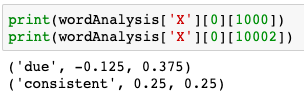 print(wordAnalysis['X'][0][1000])
print(wordAnalysis['X'][0][10002])
('due', -0.125, 0.375)
('consistent', 0.25, 0.25)